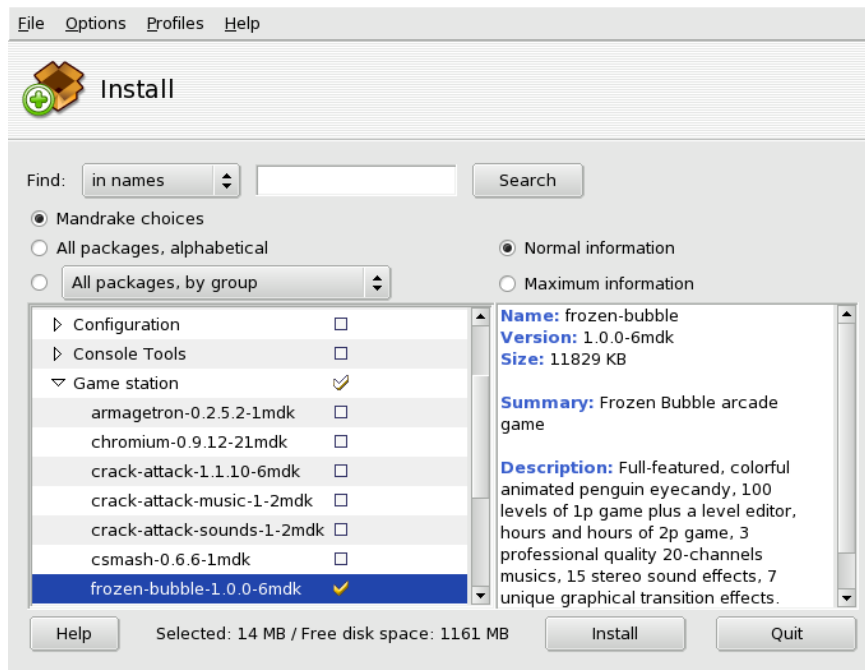 File Options Profiles Help
Install
Find: in names Search
Mandrake choices
All packages, alphabetical
All packages, by group
Normal information
Maximum information
Configuration
Console Tools
Game station
armagetron-0.2.5.2-1mdk
chromium-0.9.12-21mdk
crack-attack-1.1.10-6mdk
crack-attack-music-1-2mdk
crack-attack-sounds-1-2mdk
csmash-0.6.6-1mdk
frozen-bubble-1.0.0-6mdk
Name: frozen-bubble
Version: 1.0.0-6mdk
Size: 11829 KB
Summary: Frozen Bubble arcade
game
Description: Full-featured, colorful
animated penguin eyecandy, 100
levels of 1p game plus a level editor,
hours and hours of 2p game, 3
professional quality 20-channels
musics, 15 stereo sound effects, 7
unique graphical transition effects.
Help Selected: 14 MB / Free disk space: 1161 MB Install Quit